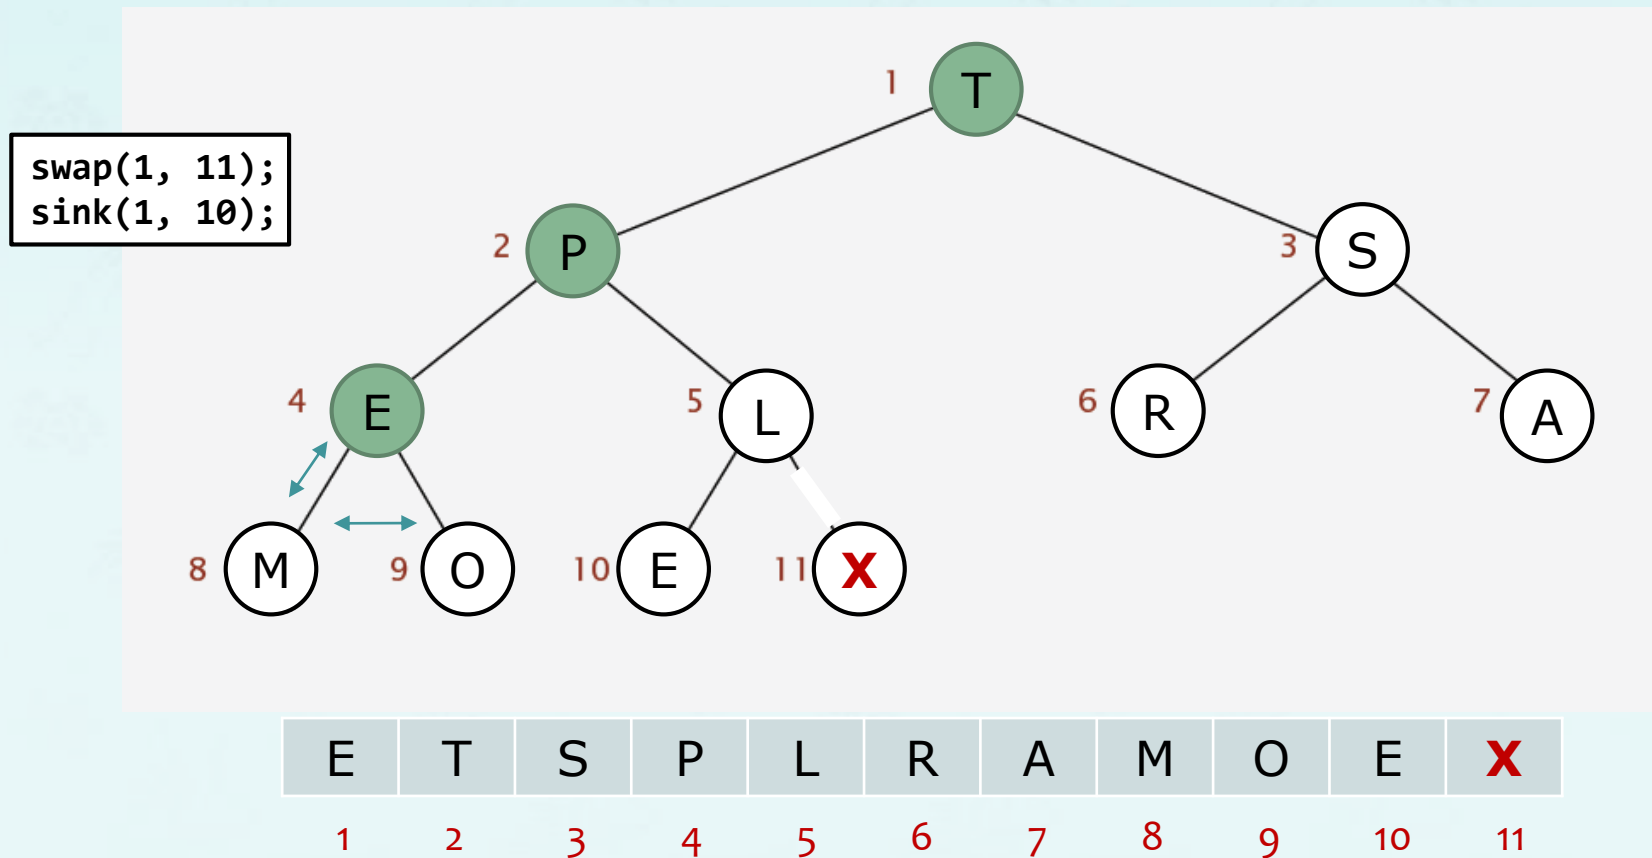 1 T
swap(1, 11);
sink(1, 10);
2 P 3 S
4 E 5 L 6 R 7 A
8 M 9 O 10 E 11 X
E T S P L R A M O E X
1 2 3 4 5 6 7 8 9 10 11